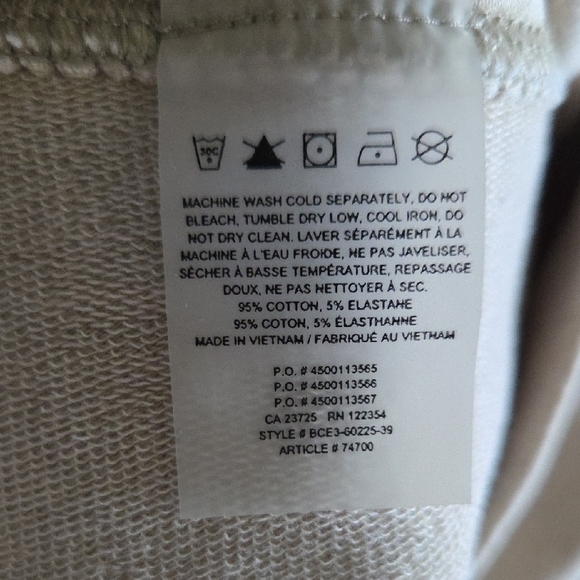 30C
MACHINE WASH COLD SEPARATELY, DO NOT
BLEACH, TUMBLE DRY LOW, COOL IRON, DO
NOT DRY CLEAN. LAVER SÉPARÉMENT À LA
MACHINE À L'EAU FROIDE, NE PAS JAVELISER,
SÉCHER À BASSE TEMPÉRATURE, REPASSAGE
DOUX, NE PAS NETTOYER À SEC.
95% COTTON, 5% ELASTANE
95% COTON, 5% ÉLASTHANNE
MADE IN VIETNAM / FABRIQUÉ AU VIETNAM
P.O. # 4500113565
P.O. # 4500113566
P.O. # 4500113567
CA 23725 RN 122354
STYLE # BCE3-60225-39
ARTICLE # 74700